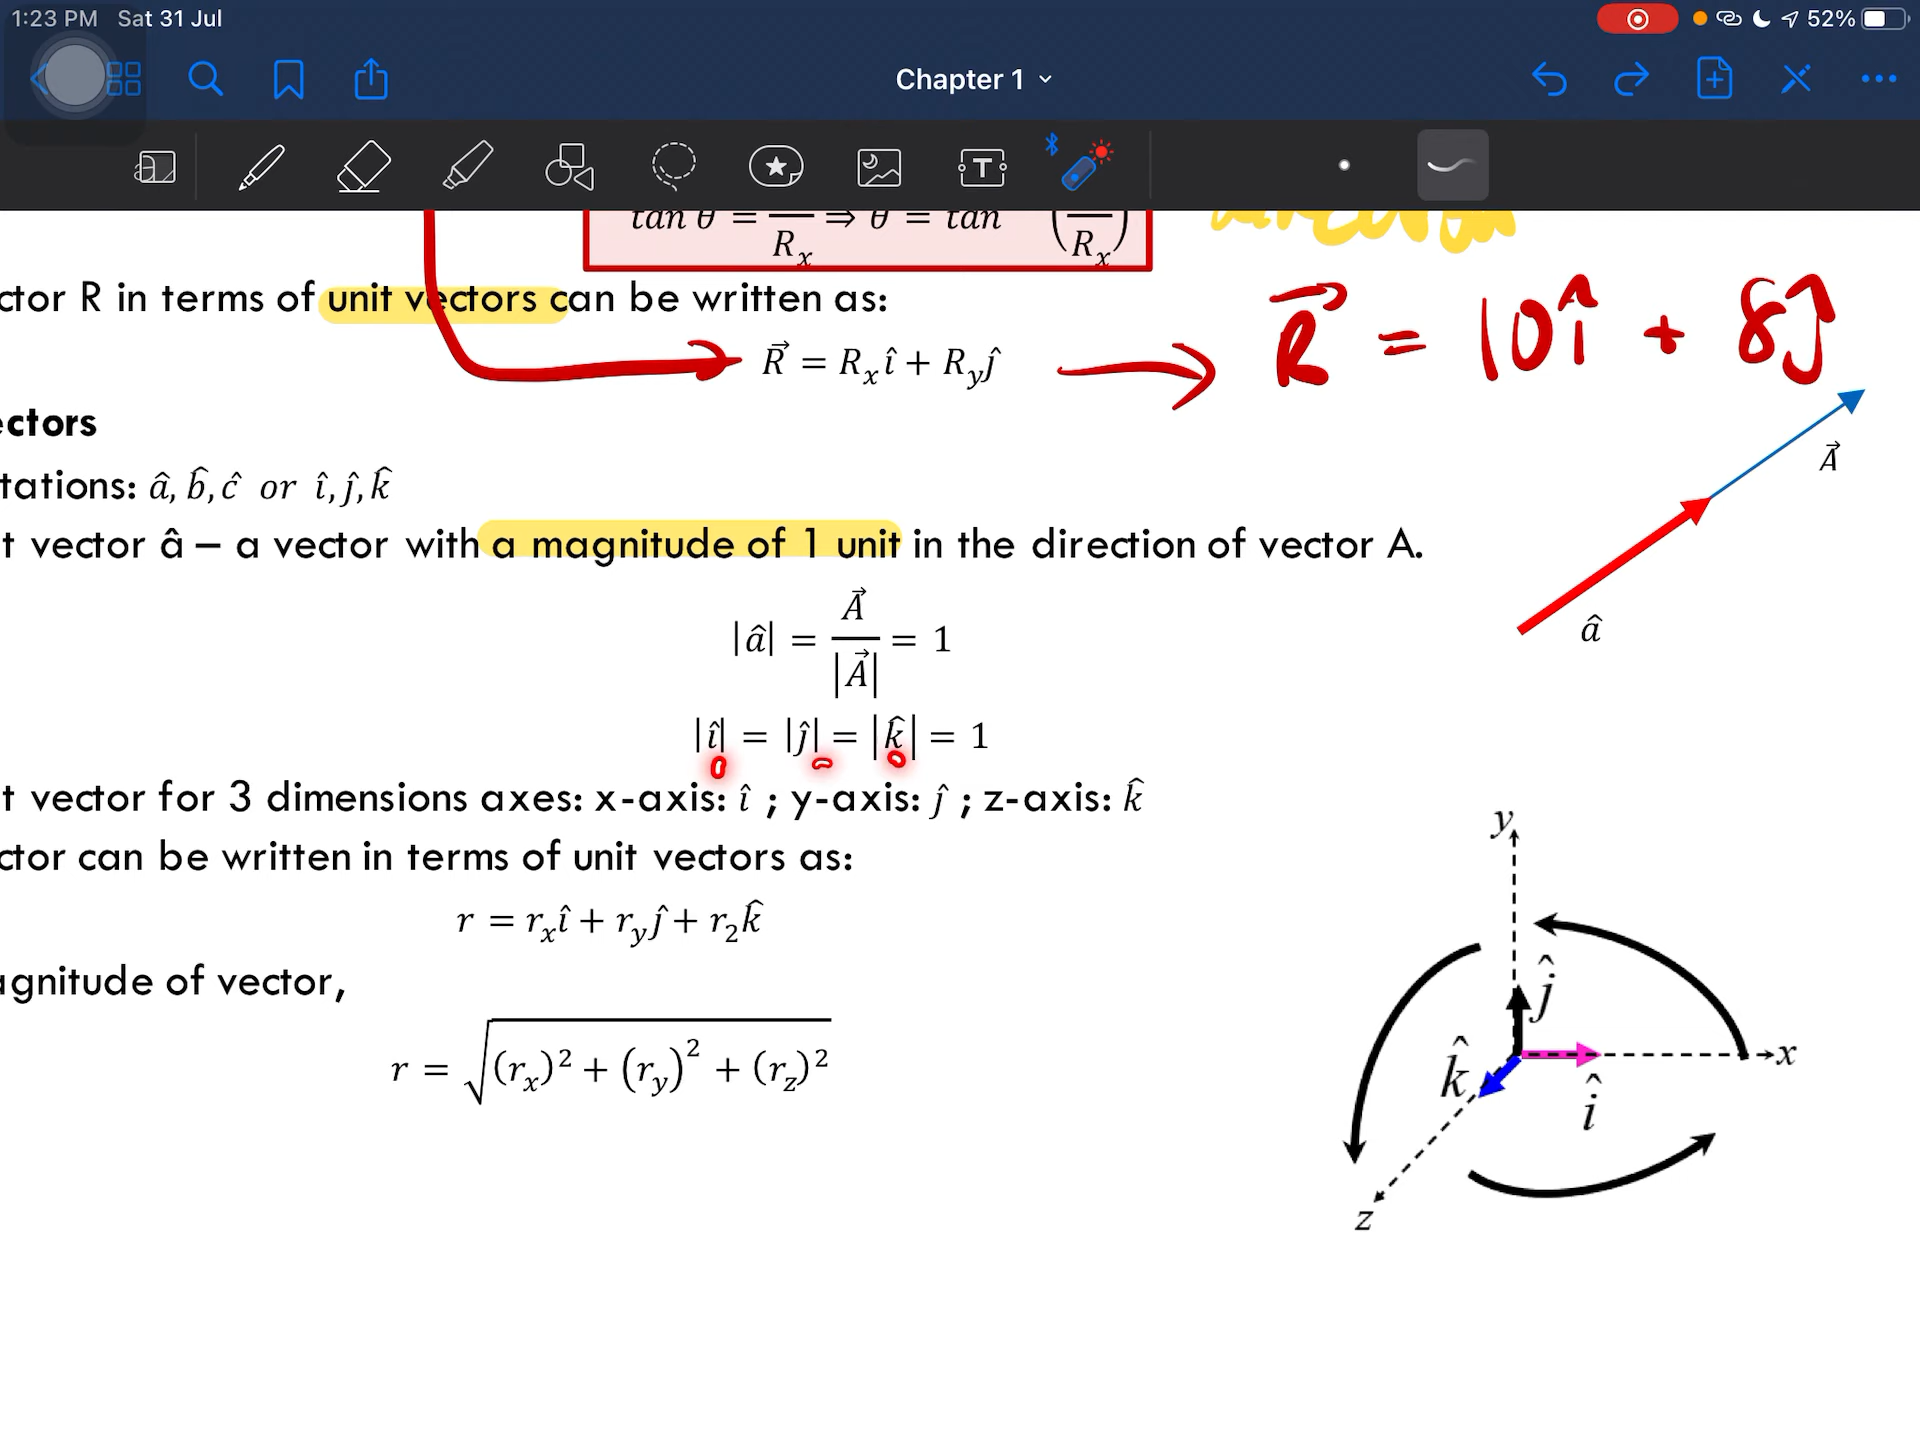 1:23 PM Sat 31 Jul
52%
Chapter 1
tan θ = — ⇒ θ = tan ( — )
R_x R_x
ctor R in terms of unit vectors can be written as:
R⃗ = R_x î + R_y ĵ
R⃗ = 10î + 8ĵ
ectors
A⃗
tations: â, b̂, ĉ or î, ĵ, k̂
t vector â – a vector with a magnitude of 1 unit in the direction of vector A.
â
|â| = A⃗ / |A⃗| = 1
|î| = |ĵ| = |k̂| = 1
t vector for 3 dimensions axes: x-axis: î ; y-axis: ĵ ; z-axis: k̂
ctor can be written in terms of unit vectors as:
r = r_x î + r_y ĵ + r_2 k̂
agnitude of vector,
r = √((r_x)² + (r_y)² + (r_z)²)
y
ĵ
k̂
x
î
z